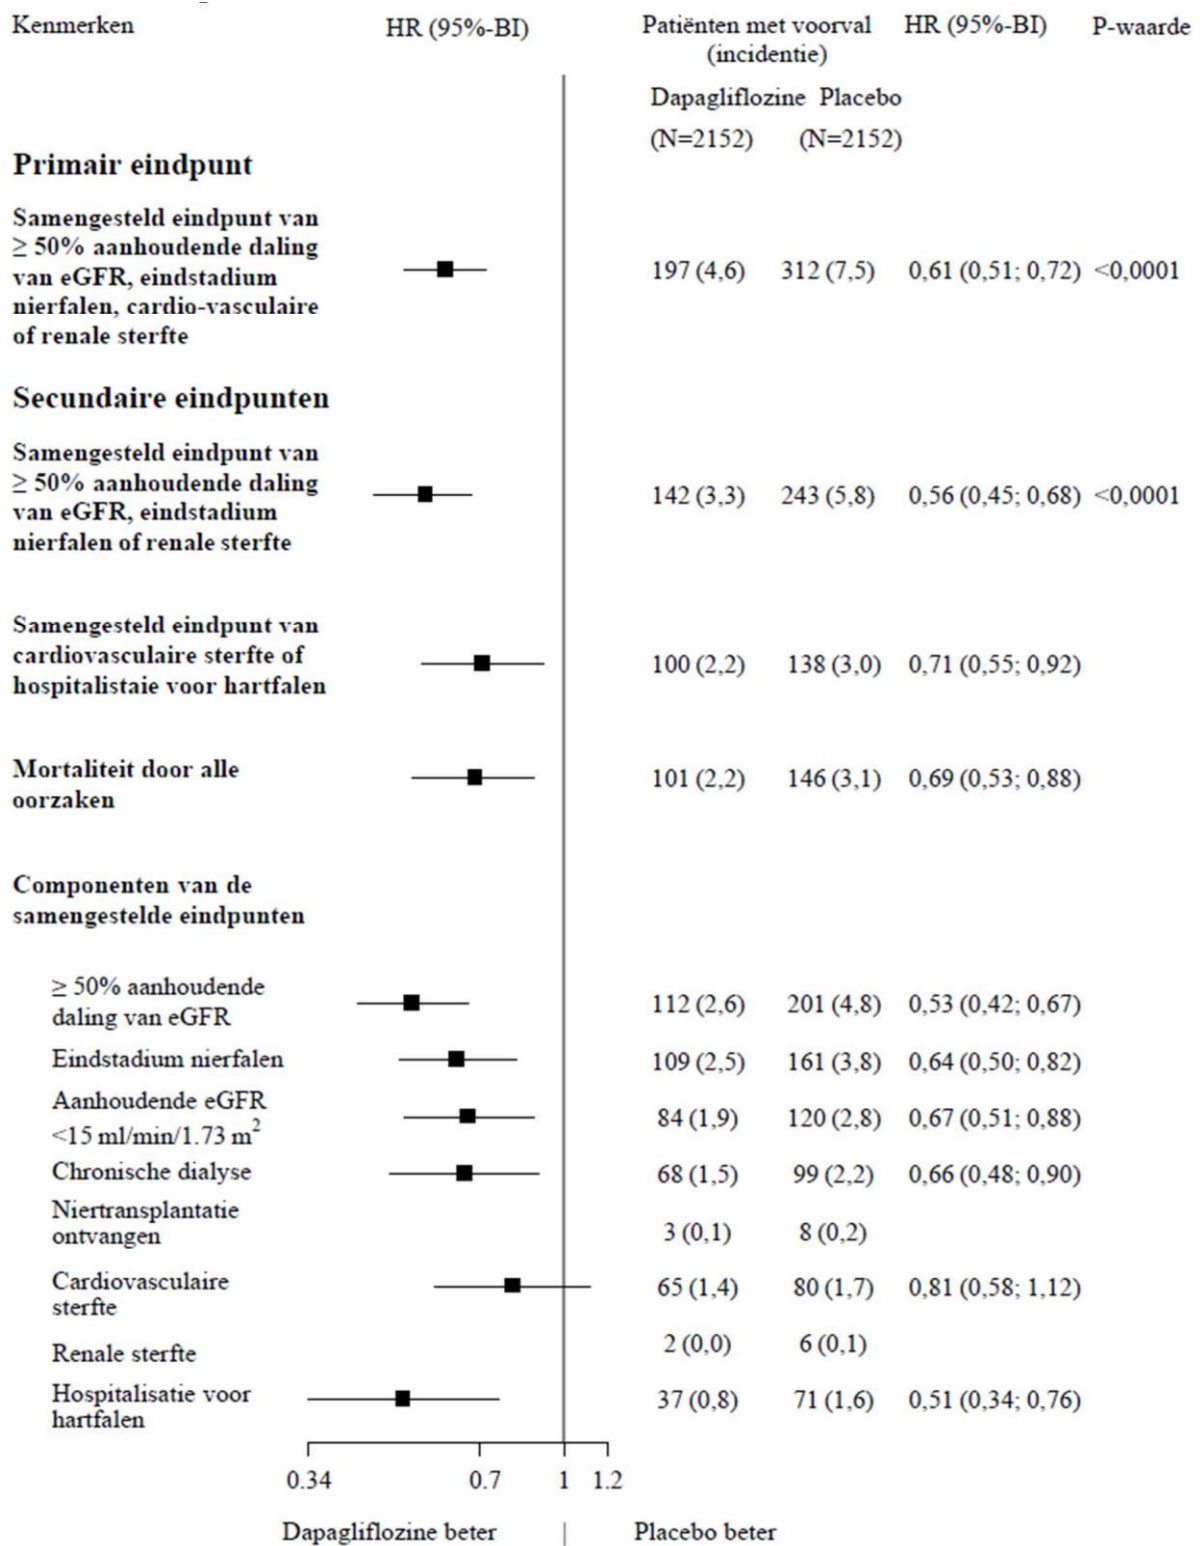 Kenmerken HR (95%-BI) Patiënten met voorval HR (95%-BI) P-waarde
(incidentie)
Dapagliflozine Placebo
(N=2152) (N=2152)
Primair eindpunt
Samengesteld eindpunt van
≥ 50% aanhoudende daling
van eGFR, eindstadium 197 (4,6) 312 (7,5) 0,61 (0,51; 0,72) <0,0001
nierfalen, cardio-vasculaire
of renale sterfte
Secundaire eindpunten
Samengesteld eindpunt van
≥ 50% aanhoudende daling 142 (3,3) 243 (5,8) 0,56 (0,45; 0,68) <0,0001
van eGFR, eindstadium
nierfalen of renale sterfte
Samengesteld eindpunt van
cardiovasculaire sterfte of 100 (2,2) 138 (3,0) 0,71 (0,55; 0,92)
hospitalistaie voor hartfalen
Mortaliteit door alle 101 (2,2) 146 (3,1) 0,69 (0,53; 0,88)
oorzaken
Componenten van de
samengestelde eindpunten
≥ 50% aanhoudende 112 (2,6) 201 (4,8) 0,53 (0,42; 0,67)
daling van eGFR
Eindstadium nierfalen 109 (2,5) 161 (3,8) 0,64 (0,50; 0,82)
Aanhoudende eGFR 84 (1,9) 120 (2,8) 0,67 (0,51; 0,88)
<15 ml/min/1.73 m²
Chronische dialyse 68 (1,5) 99 (2,2) 0,66 (0,48; 0,90)
Niertransplantatie 3 (0,1) 8 (0,2)
ontvangen
Cardiovasculaire 65 (1,4) 80 (1,7) 0,81 (0,58; 1,12)
sterfte
Renale sterfte 2 (0,0) 6 (0,1)
Hospitalisatie voor 37 (0,8) 71 (1,6) 0,51 (0,34; 0,76)
hartfalen
0.34 0.7 1 1.2
Dapagliflozine beter | Placebo beter